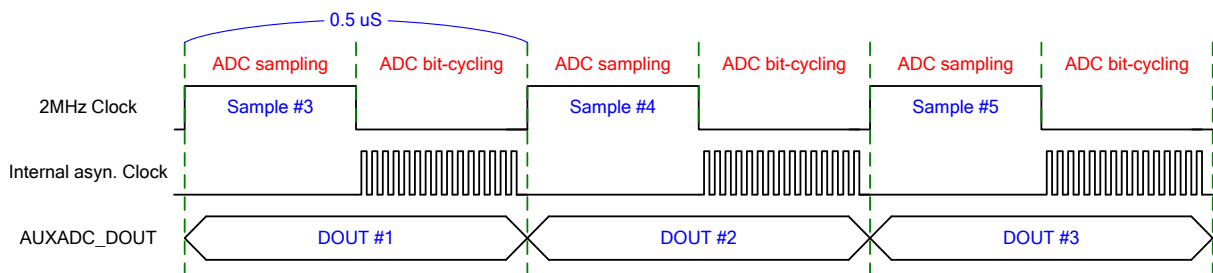 0.5 uS
ADC sampling ADC bit-cycling ADC sampling ADC bit-cycling ADC sampling ADC bit-cycling
2MHz Clock Sample #3 Sample #4 Sample #5
Internal asyn. Clock
AUXADC_DOUT DOUT #1 DOUT #2 DOUT #3